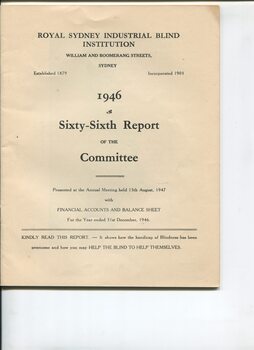 ROYAL SYDNEY INDUSTRIAL BLIND
INSTITUTION
WILLIAM AND BOOMERANG STREETS,
SYDNEY
Established 1879 Incorporated 1901
1946
Sixty-Sixth Report
OF THE
Committee
Presented at the Annual Meeting held 13th August, 1947
with
FINANCIAL ACCOUNTS AND BALANCE SHEET
For the Year ended 31st December, 1946.
KINDLY READ THIS REPORT. — It shows how the handicap of Blindness has been
overcome and how you may HELP THE BLIND TO HELP THEMSELVES.